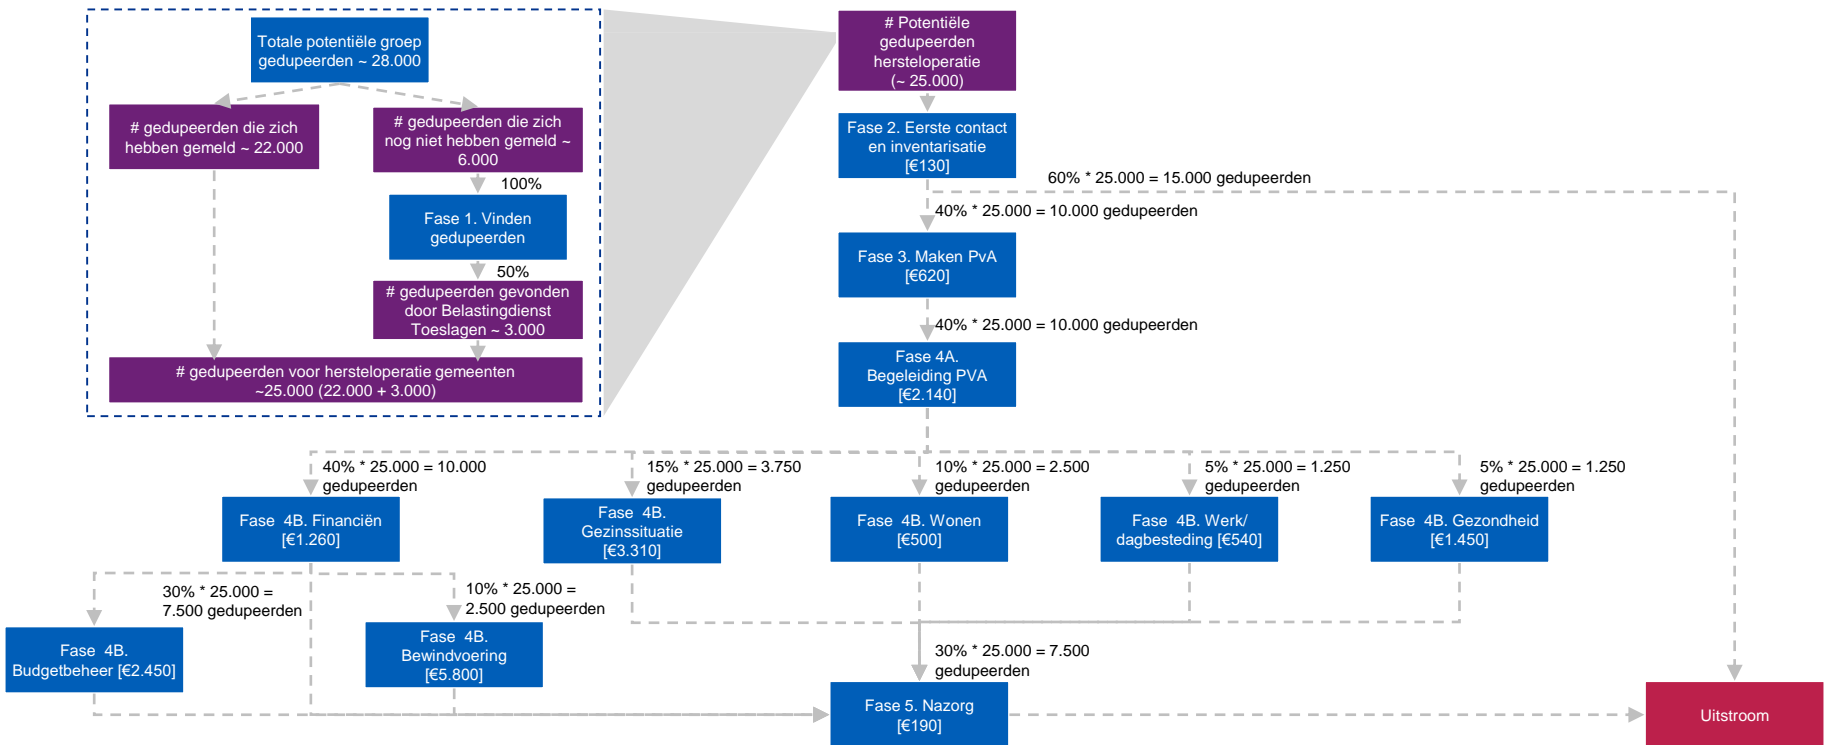 Totale potentiële groep
gedupeerden ~ 28.000
# gedupeerden die zich
hebben gemeld ~ 22.000
# gedupeerden die zich
nog niet hebben gemeld ~
6.000
100%
Fase 1. Vinden
gedupeerden
50%
# gedupeerden gevonden
door Belastingdienst
Toeslagen ~ 3.000
# gedupeerden voor hersteloperatie gemeenten
~25.000 (22.000 + 3.000)
# Potentiële
gedupeerden
hersteloperatie
(~ 25.000)
Fase 2. Eerste contact
en inventarisatie
[€130]
60% * 25.000 = 15.000 gedupeerden
40% * 25.000 = 10.000 gedupeerden
Fase 3. Maken PvA
[€620]
40% * 25.000 = 10.000 gedupeerden
Fase 4A.
Begeleiding PVA
[€2.140]
40% * 25.000 = 10.000
gedupeerden
15% * 25.000 = 3.750
gedupeerden
10% * 25.000 = 2.500
gedupeerden
5% * 25.000 = 1.250
gedupeerden
5% * 25.000 = 1.250
gedupeerden
Fase 4B. Financiën
[€1.260]
Fase 4B.
Gezinssituatie
[€3.310]
Fase 4B. Wonen
[€500]
Fase 4B. Werk/
dagbesteding [€540]
Fase 4B. Gezondheid
[€1.450]
30% * 25.000 =
7.500 gedupeerden
10% * 25.000 =
2.500 gedupeerden
Fase 4B.
Budgetbeheer [€2.450]
Fase 4B.
Bewindvoering
[€5.800]
30% * 25.000 = 7.500
gedupeerden
Fase 5. Nazorg
[€190]
Uitstroom